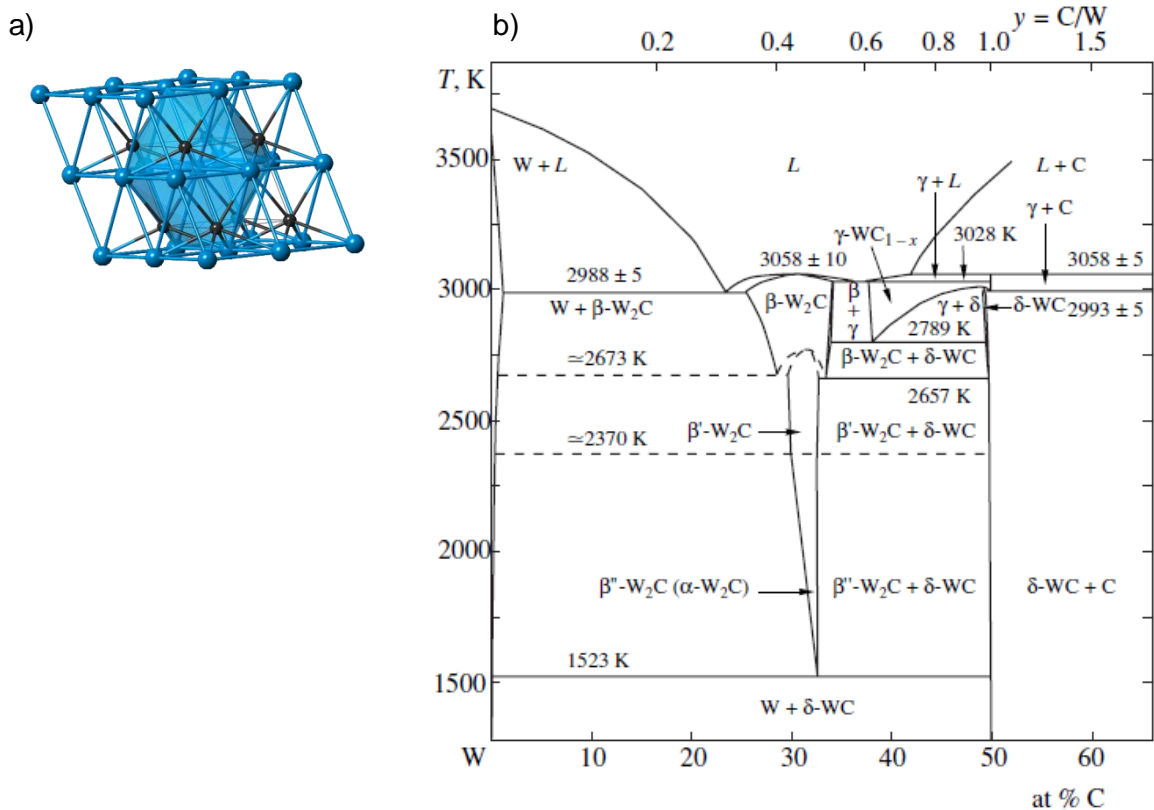 a)
b)
y = C/W
0.2 0.4 0.6 0.8 1.0 1.5
T, K
3500
3000
2500
2000
1500
W + L
L
L + C
γ + L
γ + C
γ-WC₁₋ₓ
3028 K
3058 ± 10
3058 ± 5
2988 ± 5
β-W₂C
β + γ
γ + δ
δ-WC
2993 ± 5
W + β-W₂C
2789 K
β-W₂C + δ-WC
≃2673 K
2657 K
β'-W₂C
β'-W₂C + δ-WC
≃2370 K
β"-W₂C (α-W₂C)
β"-W₂C + δ-WC
δ-WC + C
1523 K
W + δ-WC
W 10 20 30 40 50 60
at % C